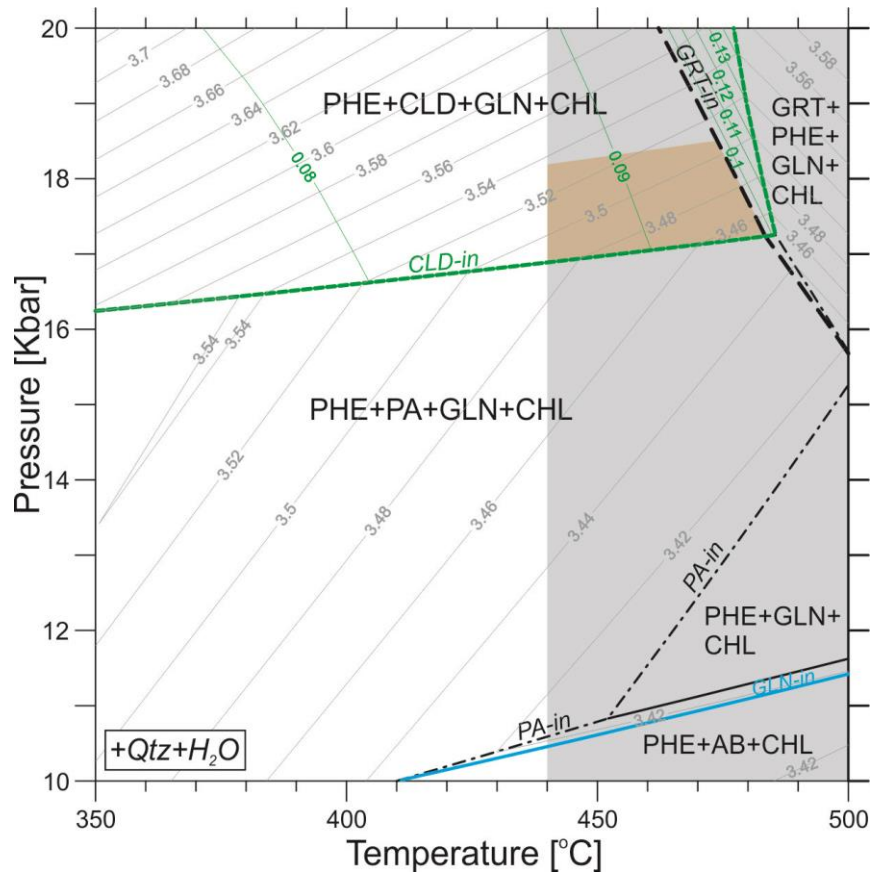 20
18
16
14
12
10
Pressure [Kbar]
350
400
450
500
Temperature [°C]
3.7
3.68
3.66
3.64
3.62
3.6
3.58
3.56
3.54
3.52
3.5
3.48
3.46
0.08
0.09
PHE+CLD+GLN+CHL
GRT-in
0.13
0.12
0.11
0.1
3.58
3.56
GRT+
PHE+
GLN+
CHL
3.48
3.46
CLD-in
3.54
3.54
PHE+PA+GLN+CHL
3.52
3.5
3.48
3.46
3.44
3.42
PA-in
PHE+GLN+
CHL
GLN-in
PA-in
3.42
PHE+AB+CHL
3.42
+Qtz+H₂O